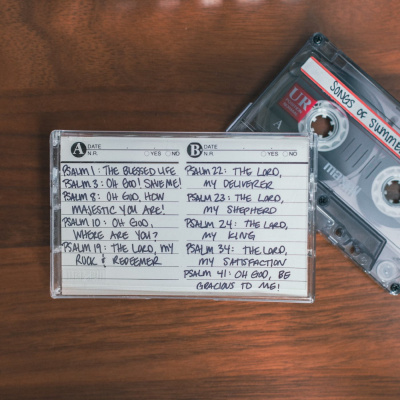 A DATE
N.R. YES NO
PSALM 1: THE BLESSED LIFE
PSALM 3: OH GOD! SAVE ME!
PSALM 8: OH GOD, HOW
MAJESTIC YOU ARE!
PSALM 10: OH GOD,
WHERE ARE YOU?
PSALM 19: THE LORD, MY
ROCK & REDEEMER
B DATE
N.R. YES NO
PSALM 22: THE LORD,
MY DELIVERER
PSALM 23: THE LORD,
MY SHEPHERD
PSALM 24: THE LORD,
MY KING
PSALM 34: THE LORD,
MY SATISFACTION
PSALM 41: OH GOD, BE
GRACIOUS TO ME!
SONGS OF SUMMER
UR
maxell